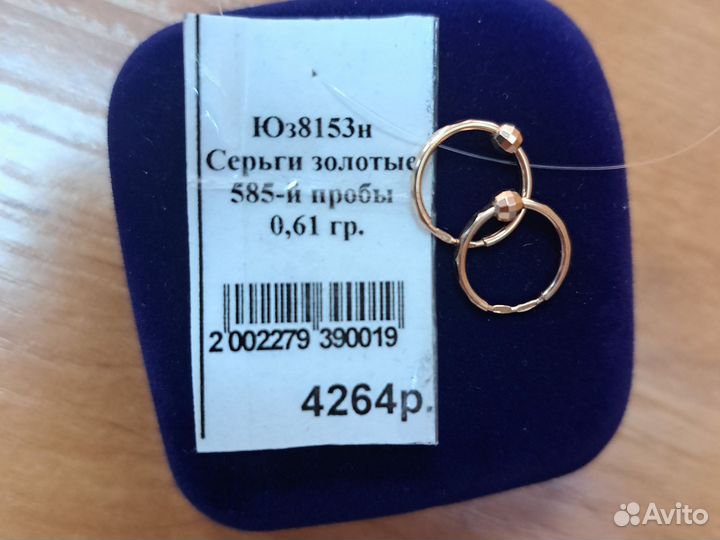 Юз8153н
Серьги золотые
585-й пробы
0,61 гр.
2 002279 390019
4264р.
Avito